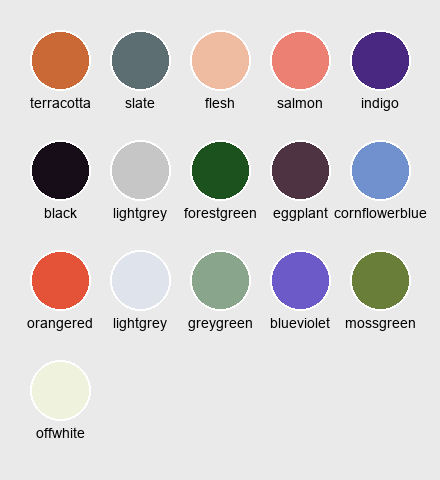 terracotta slate flesh salmon indigo
black lightgrey forestgreen eggplant cornflowerblue
orangered lightgrey greygreen blueviolet mossgreen
offwhite